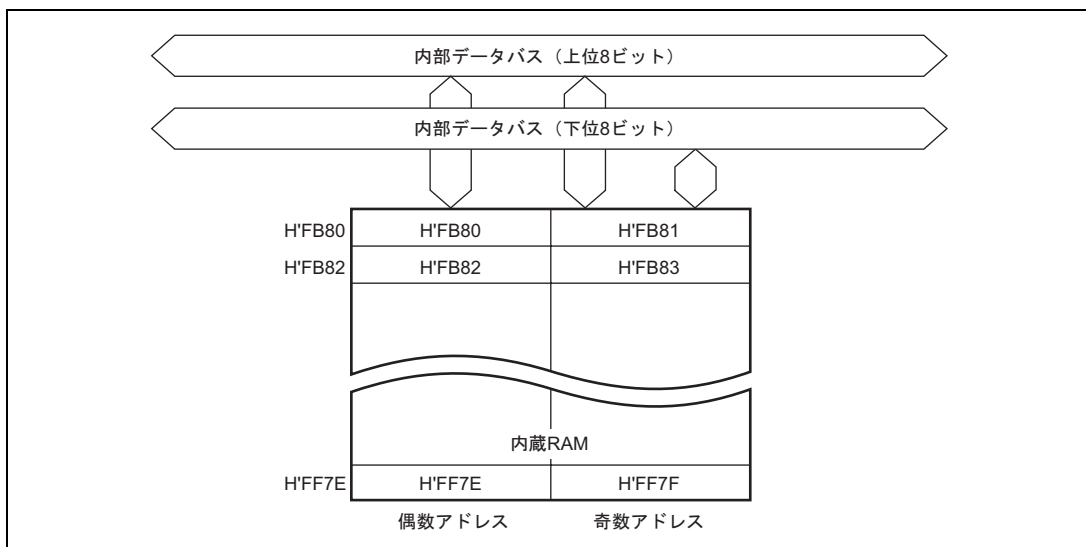 内部データバス（上位8ビット）
内部データバス（下位8ビット）
H'FB80 H'FB80 H'FB81
H'FB82 H'FB82 H'FB83
内蔵RAM
H'FF7E H'FF7E H'FF7F
偶数アドレス 奇数アドレス